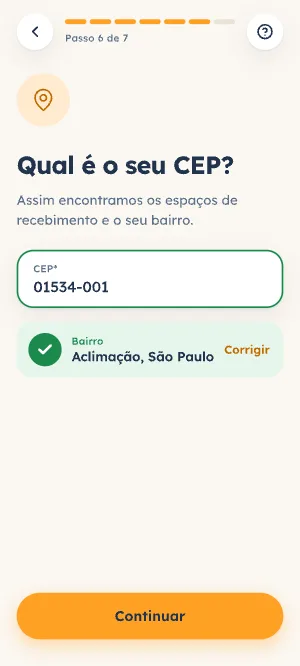 Passo 6 de 7
Qual é o seu CEP?
Assim encontramos os espaços de
recebimento e o seu bairro.
CEP*
01534-001
Bairro
Aclimação, São Paulo
Corrigir
Continuar